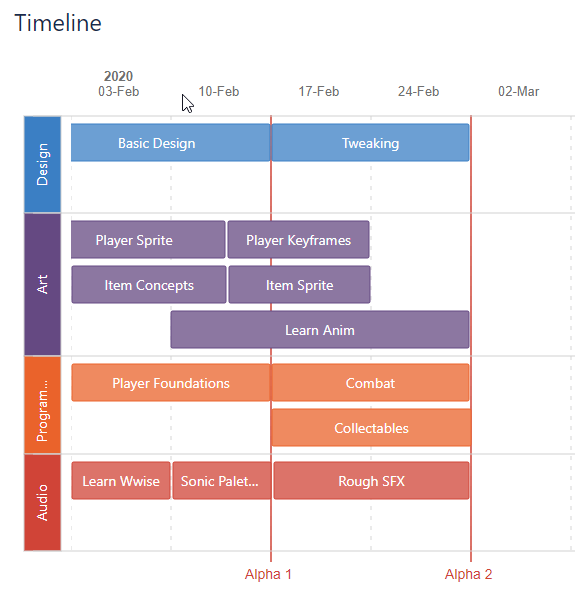 Timeline
2020
03-Feb 10-Feb 17-Feb 24-Feb 02-Mar
Design
Basic Design Tweaking
Art
Player Sprite Player Keyframes
Item Concepts Item Sprite
Learn Anim
Program...
Player Foundations Combat
Collectables
Audio
Learn Wwise Sonic Palet... Rough SFX
Alpha 1 Alpha 2